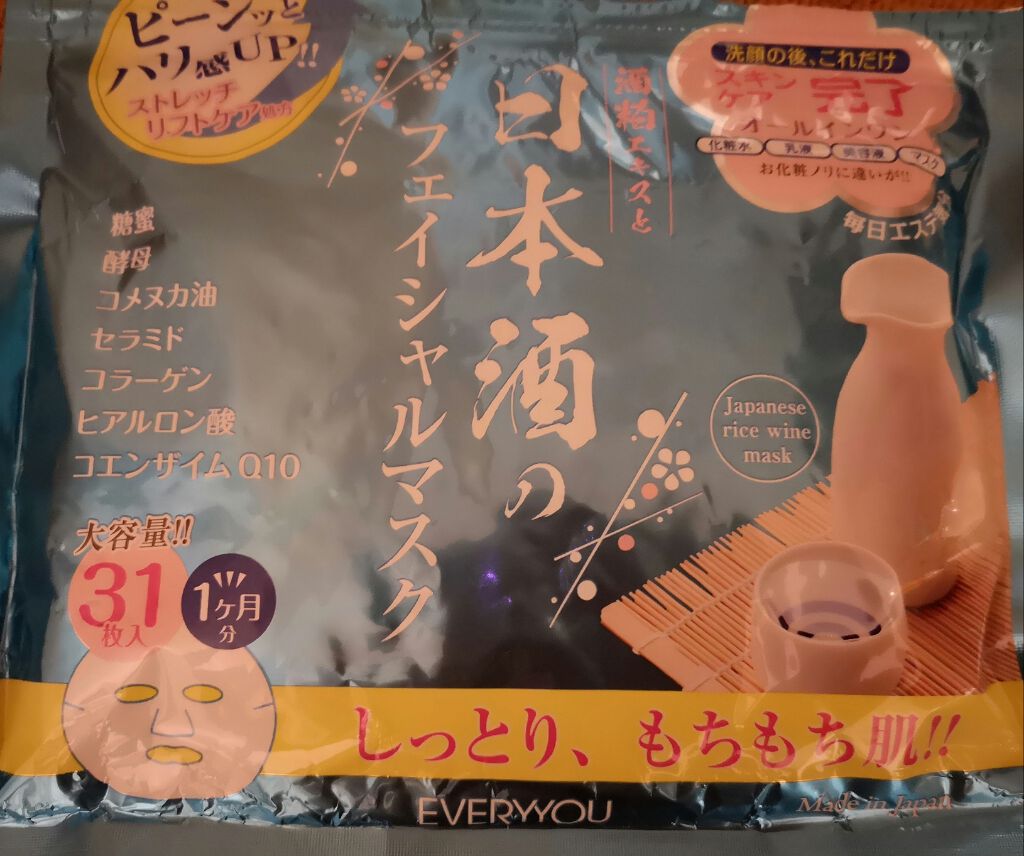 ピーンッと
ハリ感UP!!
ストレッチ
リフトケア処方
洗顔の後、これだけ
スキンケア 完了
オールインワン
化粧水 乳液 美容液 マスク
お化粧ノリに違いが!!
毎日エステ
酒粕エキスと
日本酒の
フェイシャルマスク
糖蜜
酵母
コメヌカ油
セラミド
コラーゲン
ヒアルロン酸
コエンザイムQ10
大容量!!
31
枚入
1ヶ月
分
Japanese
rice wine
mask
しっとり、もちもち肌!!
EVERYYOU
Made in Japan